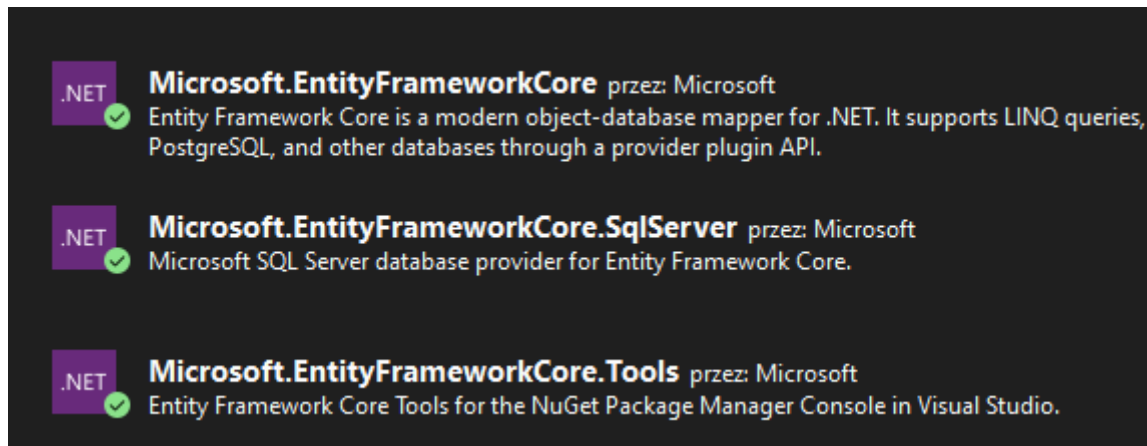 .NET
Microsoft.EntityFrameworkCore przez: Microsoft
Entity Framework Core is a modern object-database mapper for .NET. It supports LINQ queries,
PostgreSQL, and other databases through a provider plugin API.
.NET
Microsoft.EntityFrameworkCore.SqlServer przez: Microsoft
Microsoft SQL Server database provider for Entity Framework Core.
.NET
Microsoft.EntityFrameworkCore.Tools przez: Microsoft
Entity Framework Core Tools for the NuGet Package Manager Console in Visual Studio.